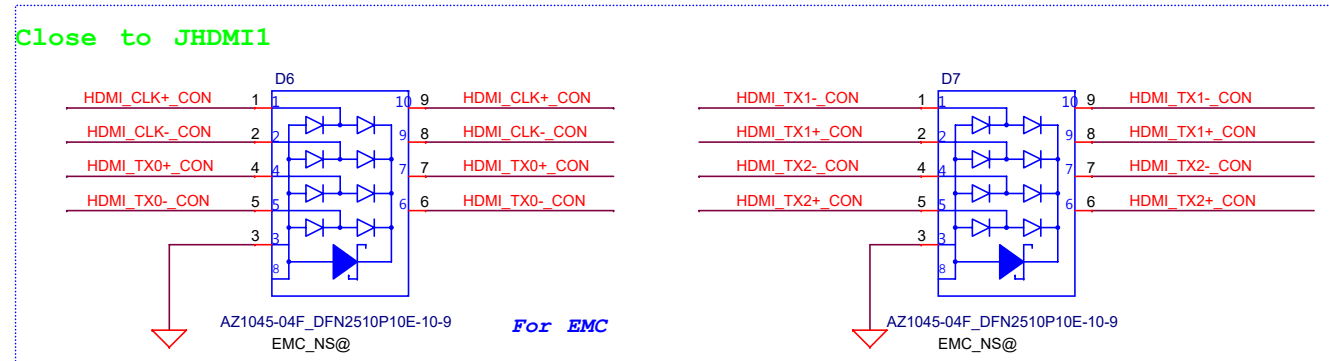 Close to JHDMI1
D6 D7
HDMI_CLK+_CON 1 1 10 9 HDMI_CLK+_CON HDMI_TX1-_CON 1 1 10 9 HDMI_TX1-_CON
HDMI_CLK-_CON 2 2 9 8 HDMI_CLK-_CON HDMI_TX1+_CON 2 2 9 8 HDMI_TX1+_CON
HDMI_TX0+_CON 4 4 7 7 HDMI_TX0+_CON HDMI_TX2-_CON 4 4 7 7 HDMI_TX2-_CON
HDMI_TX0-_CON 5 5 6 6 HDMI_TX0-_CON HDMI_TX2+_CON 5 5 6 6 HDMI_TX2+_CON
3 3 3 3
8 8
AZ1045-04F_DFN2510P10E-10-9 For EMC AZ1045-04F_DFN2510P10E-10-9
EMC_NS@ EMC_NS@